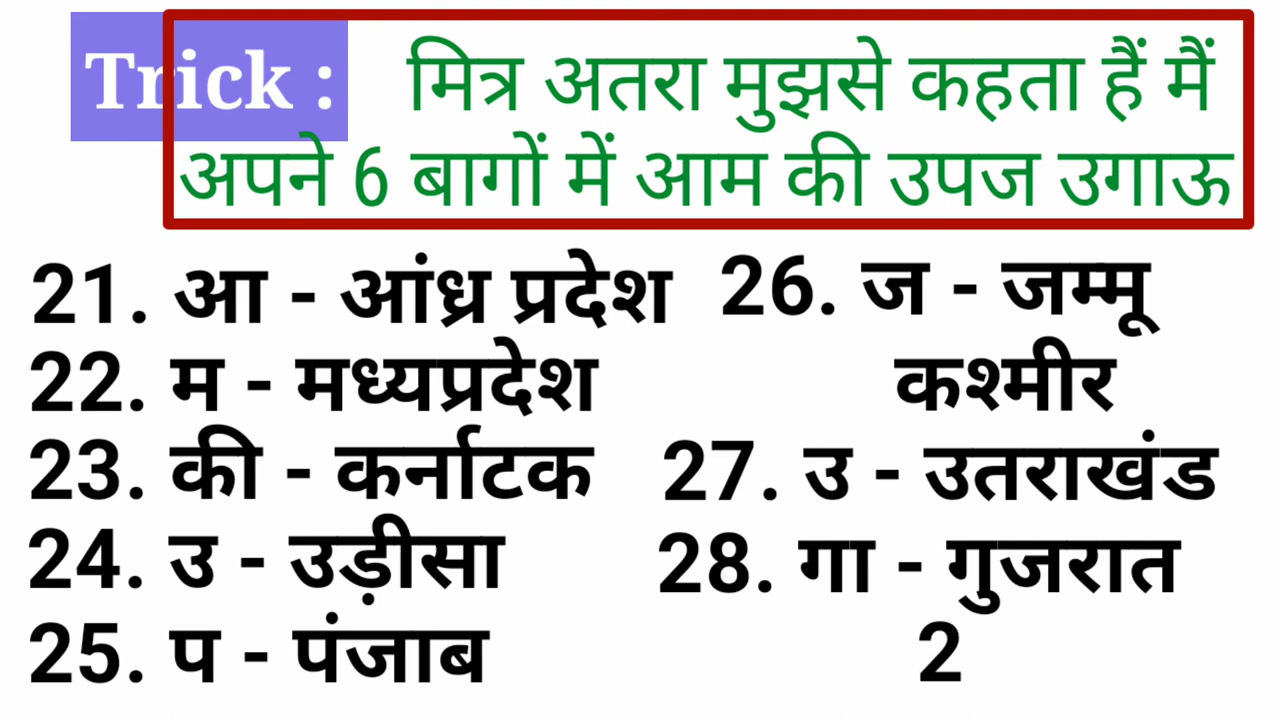 Trick : मित्र अतरा मुझसे कहता हैं मैं
अपने 6 बागों में आम की उपज उगाऊ
21. आ - आंध्र प्रदेश
22. म - मध्यप्रदेश
23. की - कर्नाटक
24. उ - उड़ीसा
25. प - पंजाब
26. ज - जम्मू
कश्मीर
27. उ - उतराखंड
28. गा - गुजरात
2